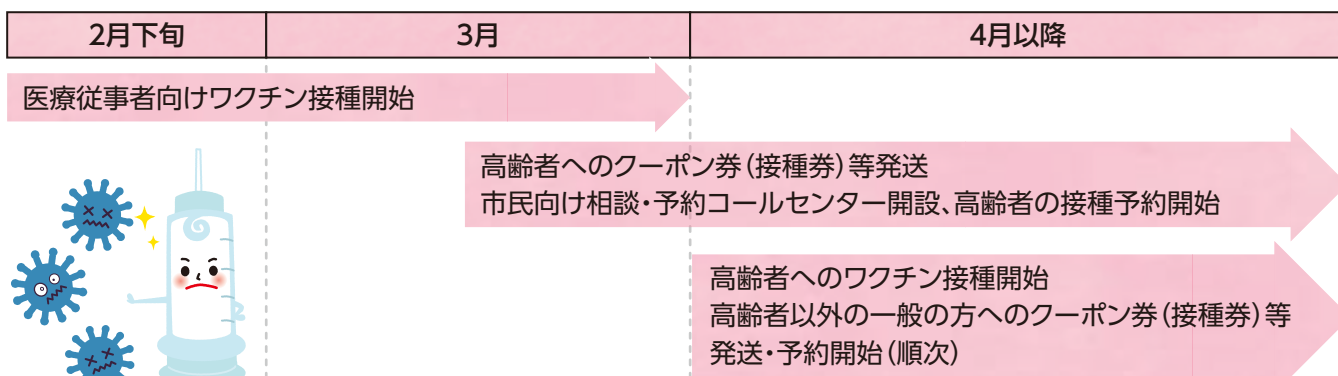 2月下旬
3月
4月以降
医療従事者向けワクチン接種開始
高齢者へのクーポン券(接種券)等発送
市民向け相談・予約コールセンター開設、高齢者の接種予約開始
高齢者へのワクチン接種開始
高齢者以外の一般の方へのクーポン券(接種券)等
発送・予約開始(順次)